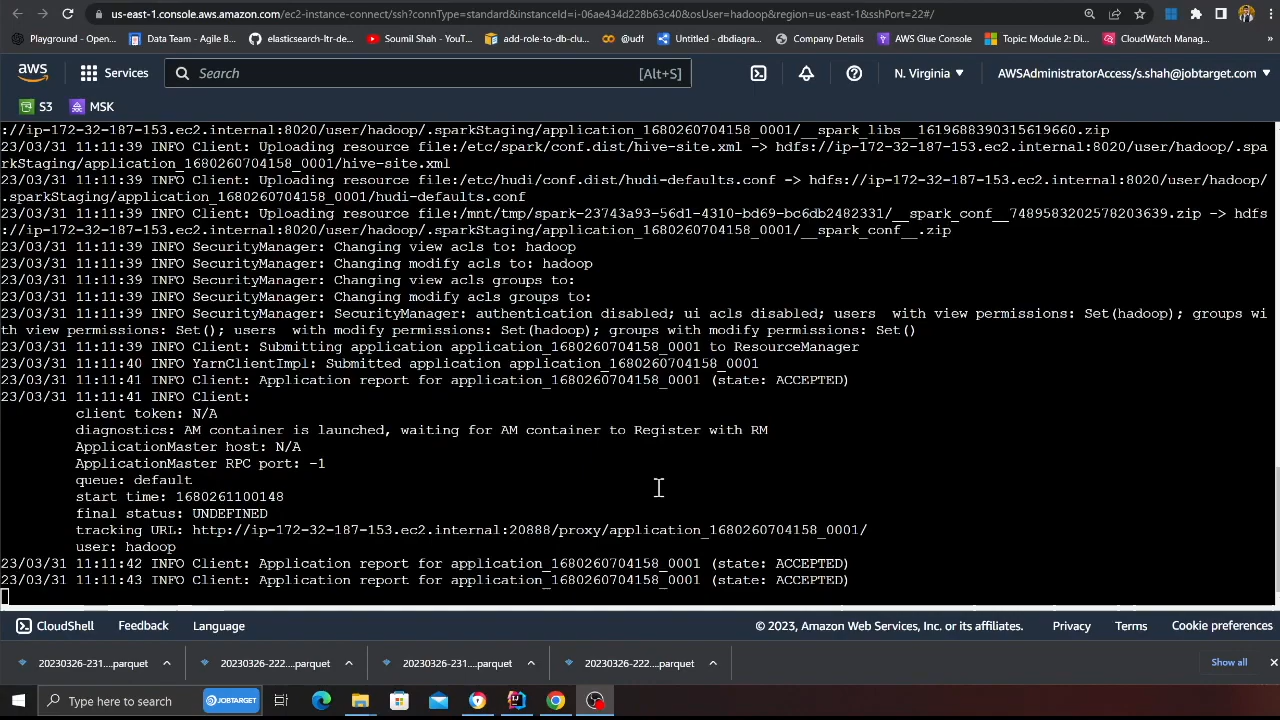 us-east-1.console.aws.amazon.com/ec2-instance-connect/ssh?connType=standard&instanceId=i-06ae434d228b63c40&osUser=hadoop&region=us-east-1&sshPort=22#/
Playground - Open... Data Team - Agile B... elasticsearch-ltr-de... Soumil Shah - YouT... add-role-to-db-clu... @udf Untitled - dbdiagra... Company Details AWS Glue Console Topic: Module 2: Di... CloudWatch Manag... »
aws Services Search [Alt+S] N. Virginia AWSAdministratorAccess/s.shah@jobtarget.com
S3 MSK
://ip-172-32-187-153.ec2.internal:8020/user/hadoop/.sparkStaging/application_1680260704158_0001/__spark_libs__1619688390315619660.zip
23/03/31 11:11:39 INFO Client: Uploading resource file:/etc/spark/conf.dist/hive-site.xml -> hdfs://ip-172-32-187-153.ec2.internal:8020/user/hadoop/.spa
rkStaging/application_1680260704158_0001/hive-site.xml
23/03/31 11:11:39 INFO Client: Uploading resource file:/etc/hudi/conf.dist/hudi-defaults.conf -> hdfs://ip-172-32-187-153.ec2.internal:8020/user/hadoop/
.sparkStaging/application_1680260704158_0001/hudi-defaults.conf
23/03/31 11:11:39 INFO Client: Uploading resource file:/mnt/tmp/spark-23743a93-56d1-4310-bd69-bc6db2482331/__spark_conf__7489583202578203639.zip -> hdfs
://ip-172-32-187-153.ec2.internal:8020/user/hadoop/.sparkStaging/application_1680260704158_0001/__spark_conf__.zip
23/03/31 11:11:39 INFO SecurityManager: Changing view acls to: hadoop
23/03/31 11:11:39 INFO SecurityManager: Changing modify acls to: hadoop
23/03/31 11:11:39 INFO SecurityManager: Changing view acls groups to:
23/03/31 11:11:39 INFO SecurityManager: Changing modify acls groups to:
23/03/31 11:11:39 INFO SecurityManager: SecurityManager: authentication disabled; ui acls disabled; users  with view permissions: Set(hadoop); groups wi
th view permissions: Set(); users  with modify permissions: Set(hadoop); groups with modify permissions: Set()
23/03/31 11:11:39 INFO Client: Submitting application application_1680260704158_0001 to ResourceManager
23/03/31 11:11:40 INFO YarnClientImpl: Submitted application application_1680260704158_0001
23/03/31 11:11:41 INFO Client: Application report for application_1680260704158_0001 (state: ACCEPTED)
23/03/31 11:11:41 INFO Client:
client token: N/A
diagnostics: AM container is launched, waiting for AM container to Register with RM
ApplicationMaster host: N/A
ApplicationMaster RPC port: -1
queue: default
start time: 1680261100148
final status: UNDEFINED
tracking URL: http://ip-172-32-187-153.ec2.internal:20888/proxy/application_1680260704158_0001/
user: hadoop
23/03/31 11:11:42 INFO Client: Application report for application_1680260704158_0001 (state: ACCEPTED)
23/03/31 11:11:43 INFO Client: Application report for application_1680260704158_0001 (state: ACCEPTED)
CloudShell Feedback Language © 2023, Amazon Web Services, Inc. or its affiliates. Privacy Terms Cookie preferences
20230326-231....parquet 20230326-222....parquet 20230326-231....parquet 20230326-222....parquet Show all
Type here to search JOBTARGET